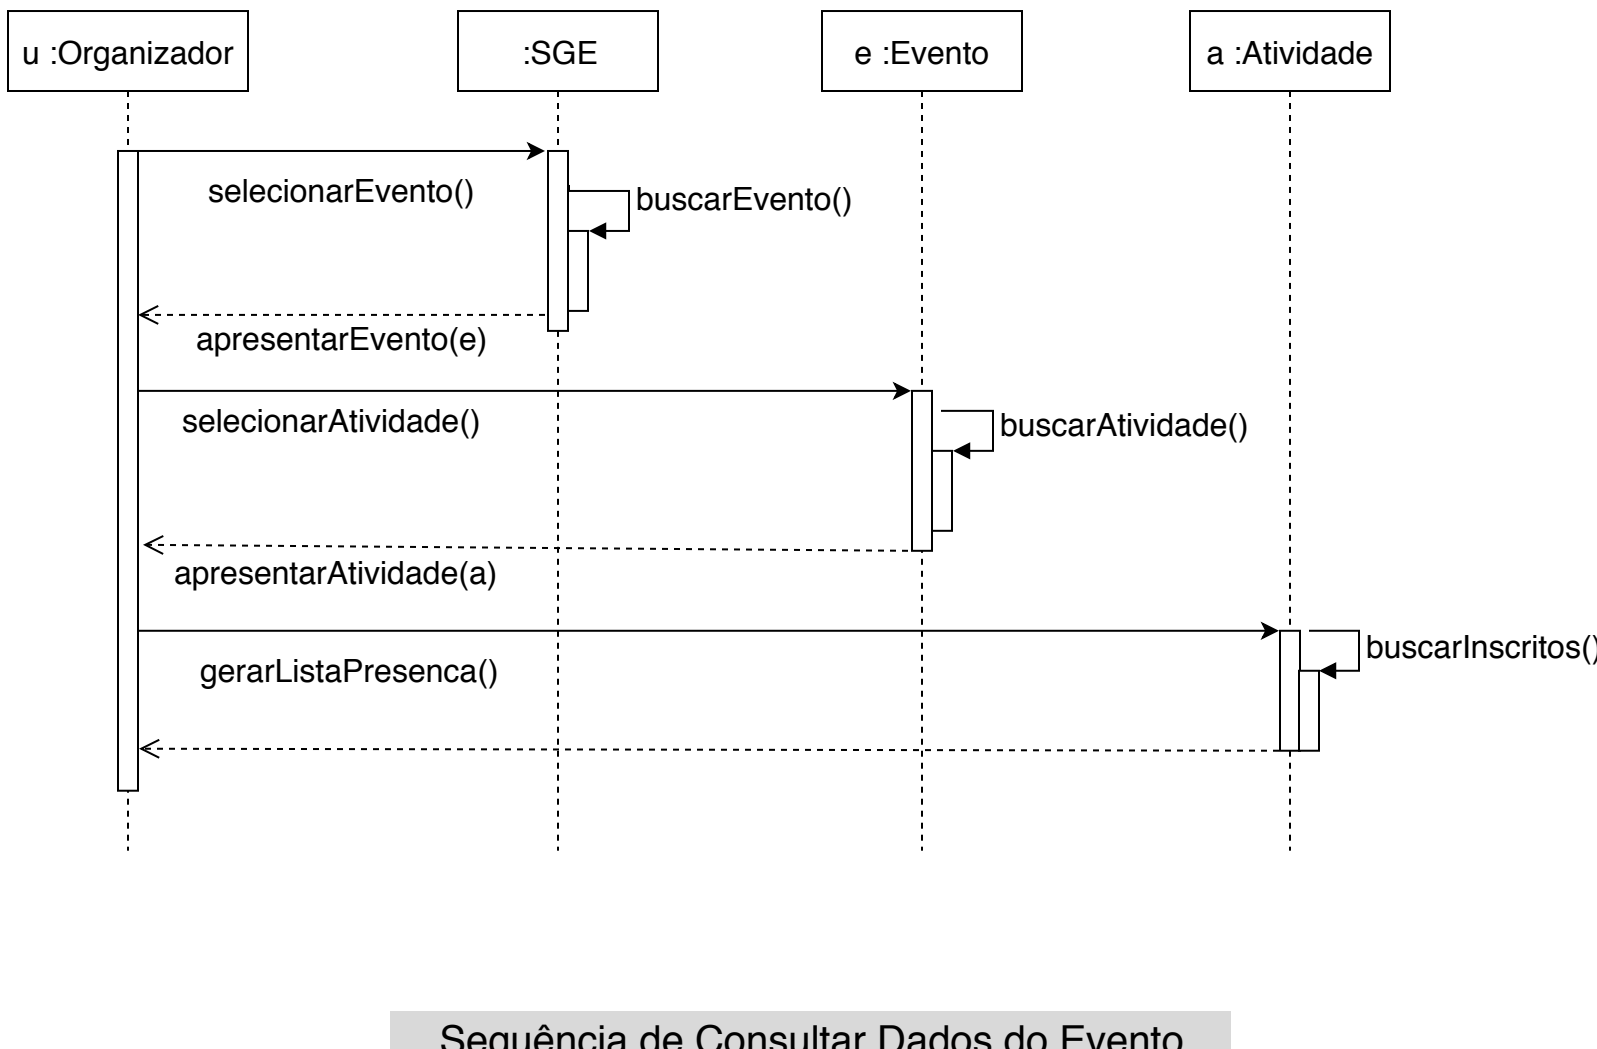 u :Organizador
:SGE
e :Evento
a :Atividade
selecionarEvento()
buscarEvento()
apresentarEvento(e)
selecionarAtividade()
buscarAtividade()
apresentarAtividade(a)
buscarInscritos()
gerarListaPresenca()
Sequência de Consultar Dados do Evento